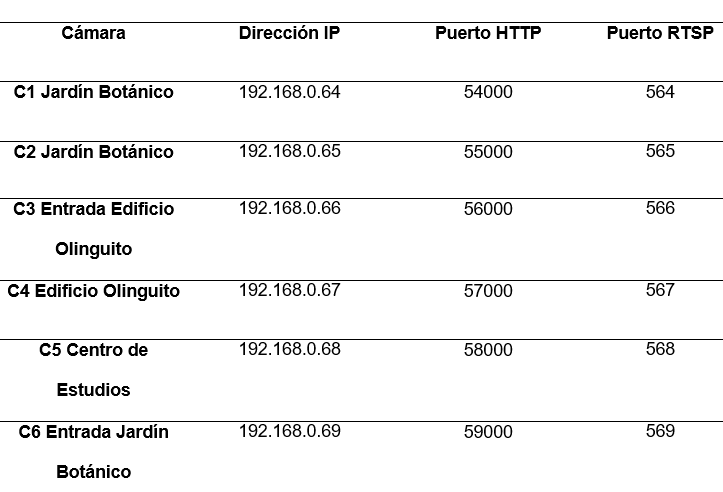 Cámara Dirección IP Puerto HTTP Puerto RTSP
C1 Jardín Botánico 192.168.0.64 54000 564
C2 Jardín Botánico 192.168.0.65 55000 565
C3 Entrada Edificio 192.168.0.66 56000 566
Olinguito
C4 Edificio Olinguito 192.168.0.67 57000 567
C5 Centro de 192.168.0.68 58000 568
Estudios
C6 Entrada Jardín 192.168.0.69 59000 569
Botánico